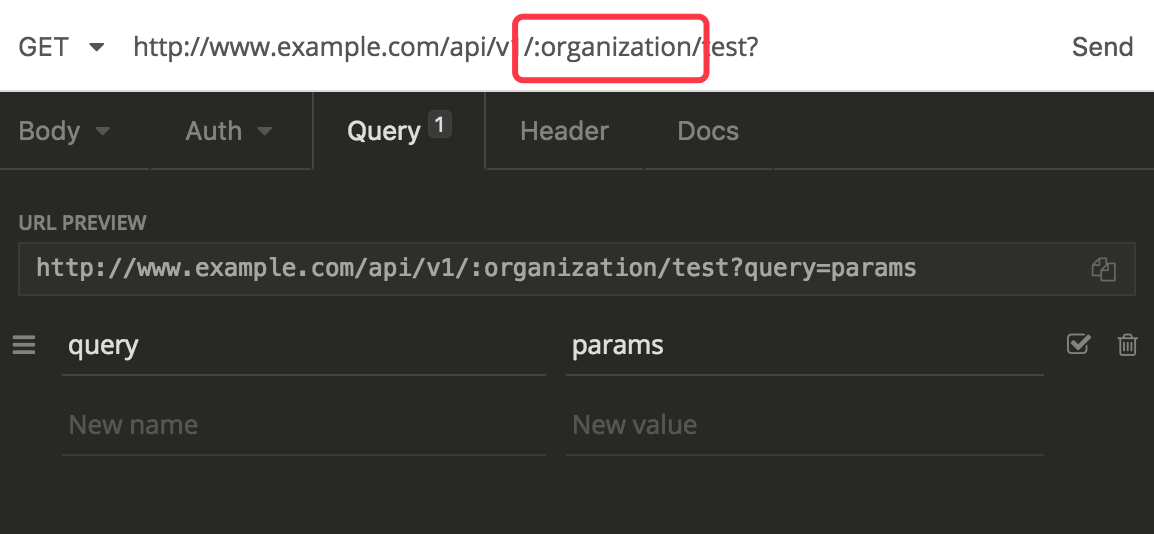 GET http://www.example.com/api/v1/:organization/test? Send
Body Auth Query 1 Header Docs
URL PREVIEW
http://www.example.com/api/v1/:organization/test?query=params
query params
New name New value